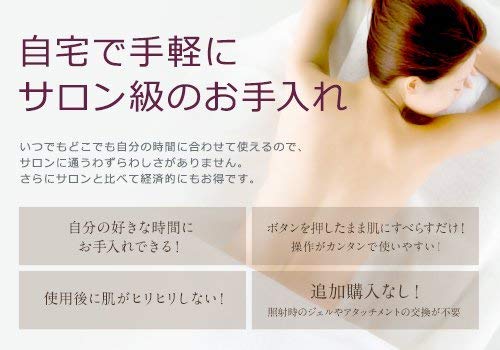 自宅で手軽に
サロン級のお手入れ
いつでもどこでも自分の時間に合わせて使えるので、
サロンに通うわずらわしさがありません。
さらにサロンと比べて経済的にもお得です。
自分の好きな時間に
お手入れできる!
ボタンを押したまま肌にすべらすだけ!
操作がカンタンで使いやすい!
使用後に肌がヒリヒリしない!
追加購入なし!
照射時のジェルやアタッチメントの交換が不要